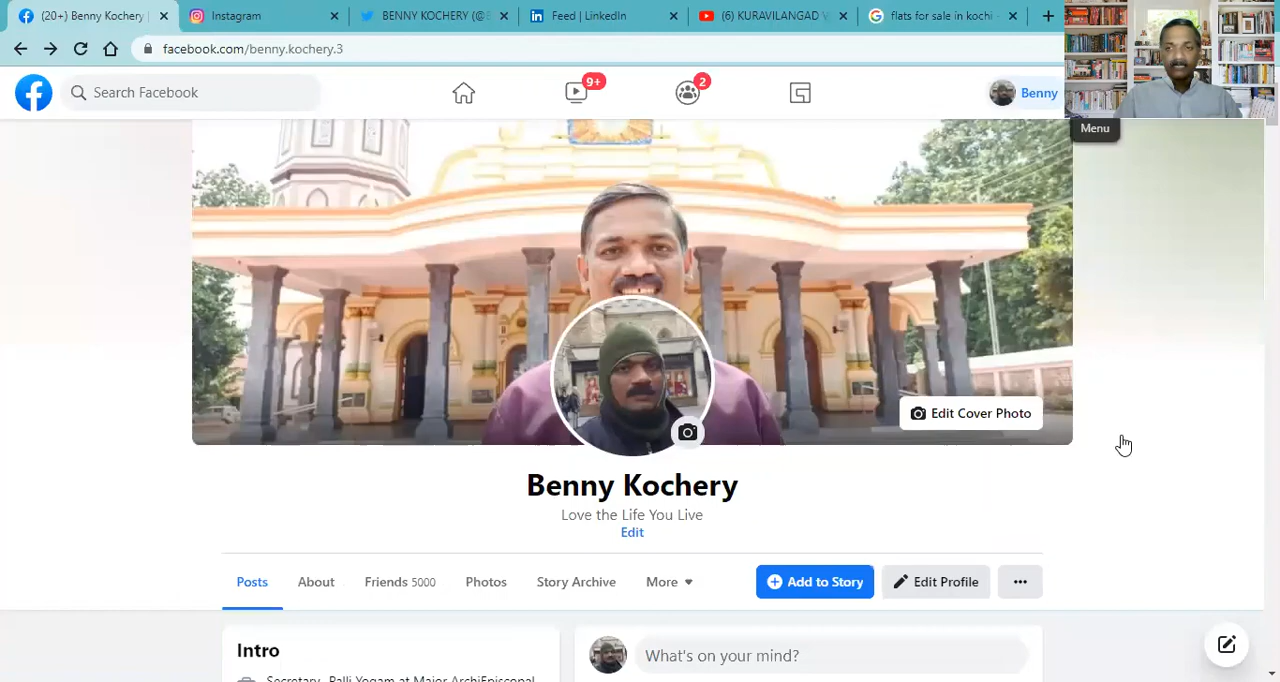 (20+) Benny Kochery
Instagram
BENNY KOCHERY (@
Feed | LinkedIn
(6) KURAVILANGAD
flats for sale in kochi
facebook.com/benny.kochery.3
Search Facebook
9+
2
Benny
Menu
Edit Cover Photo
Benny Kochery
Love the Life You Live
Edit
Posts
About
Friends 5000
Photos
Story Archive
More
Add to Story
Edit Profile
Intro
What's on your mind?
Secretary, Palli Yogam at Major ArchiEpiscopal